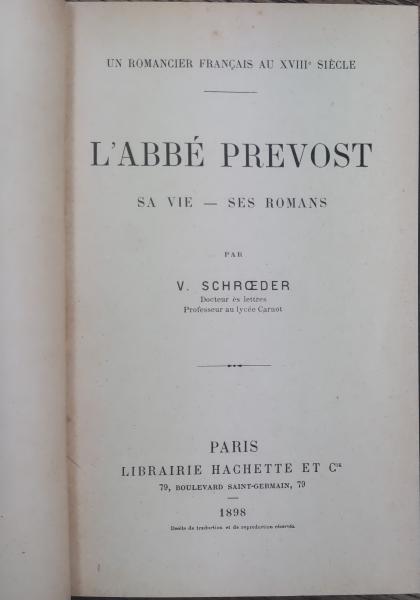 UN ROMANCIER FRANÇAIS AU XVIIIᵉ SIÈCLE
L'ABBÉ PREVOST
SA VIE — SES ROMANS
PAR
V. SCHRŒDER
Docteur ès lettres
Professeur au lycée Carnot
PARIS
LIBRAIRIE HACHETTE ET Cⁱᵉ
79, BOULEVARD SAINT-GERMAIN, 79
1898
Droits de traduction et de reproduction réservés.